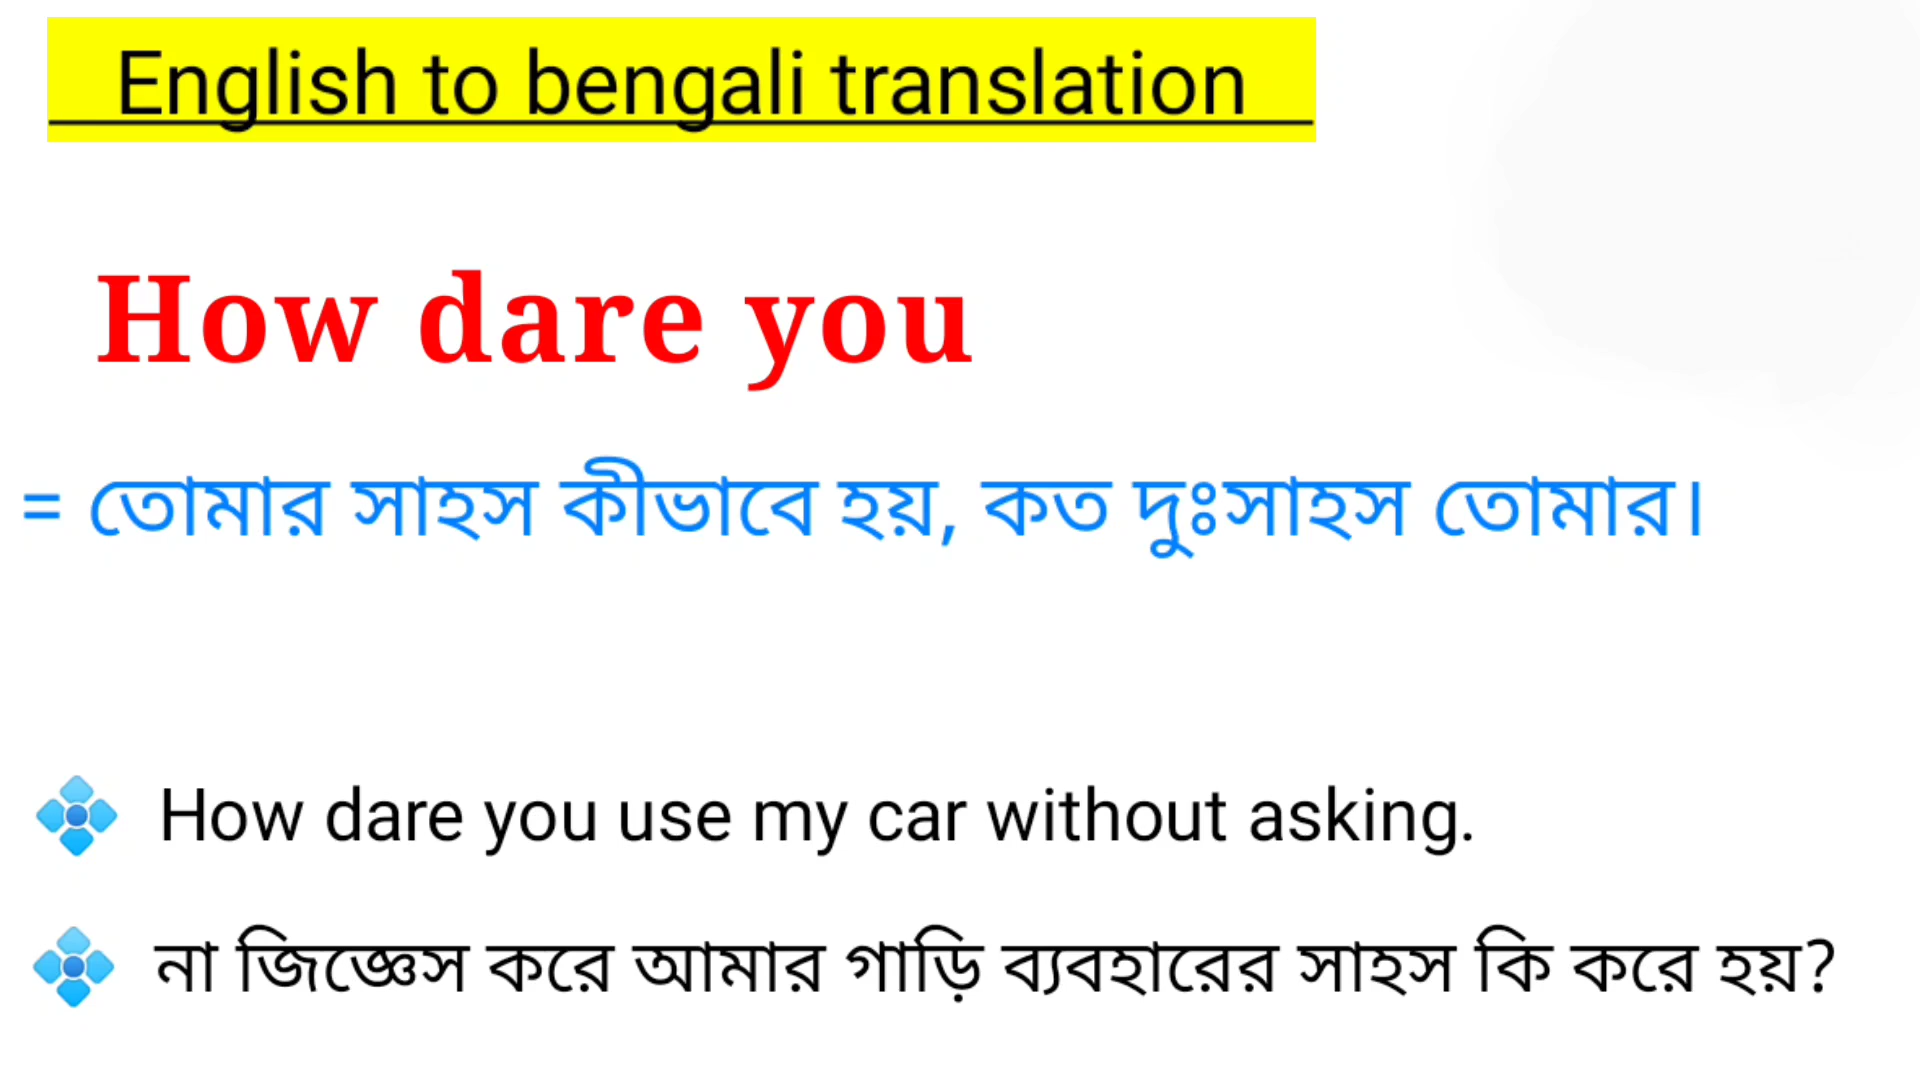 English to bengali translation
How dare you
= তোমার সাহস কীভাবে হয়, কত দুঃসাহস তোমার।
💠 How dare you use my car without asking.
💠 না জিজ্ঞেস করে আমার গাড়ি ব্যবহারের সাহস কি করে হয়?